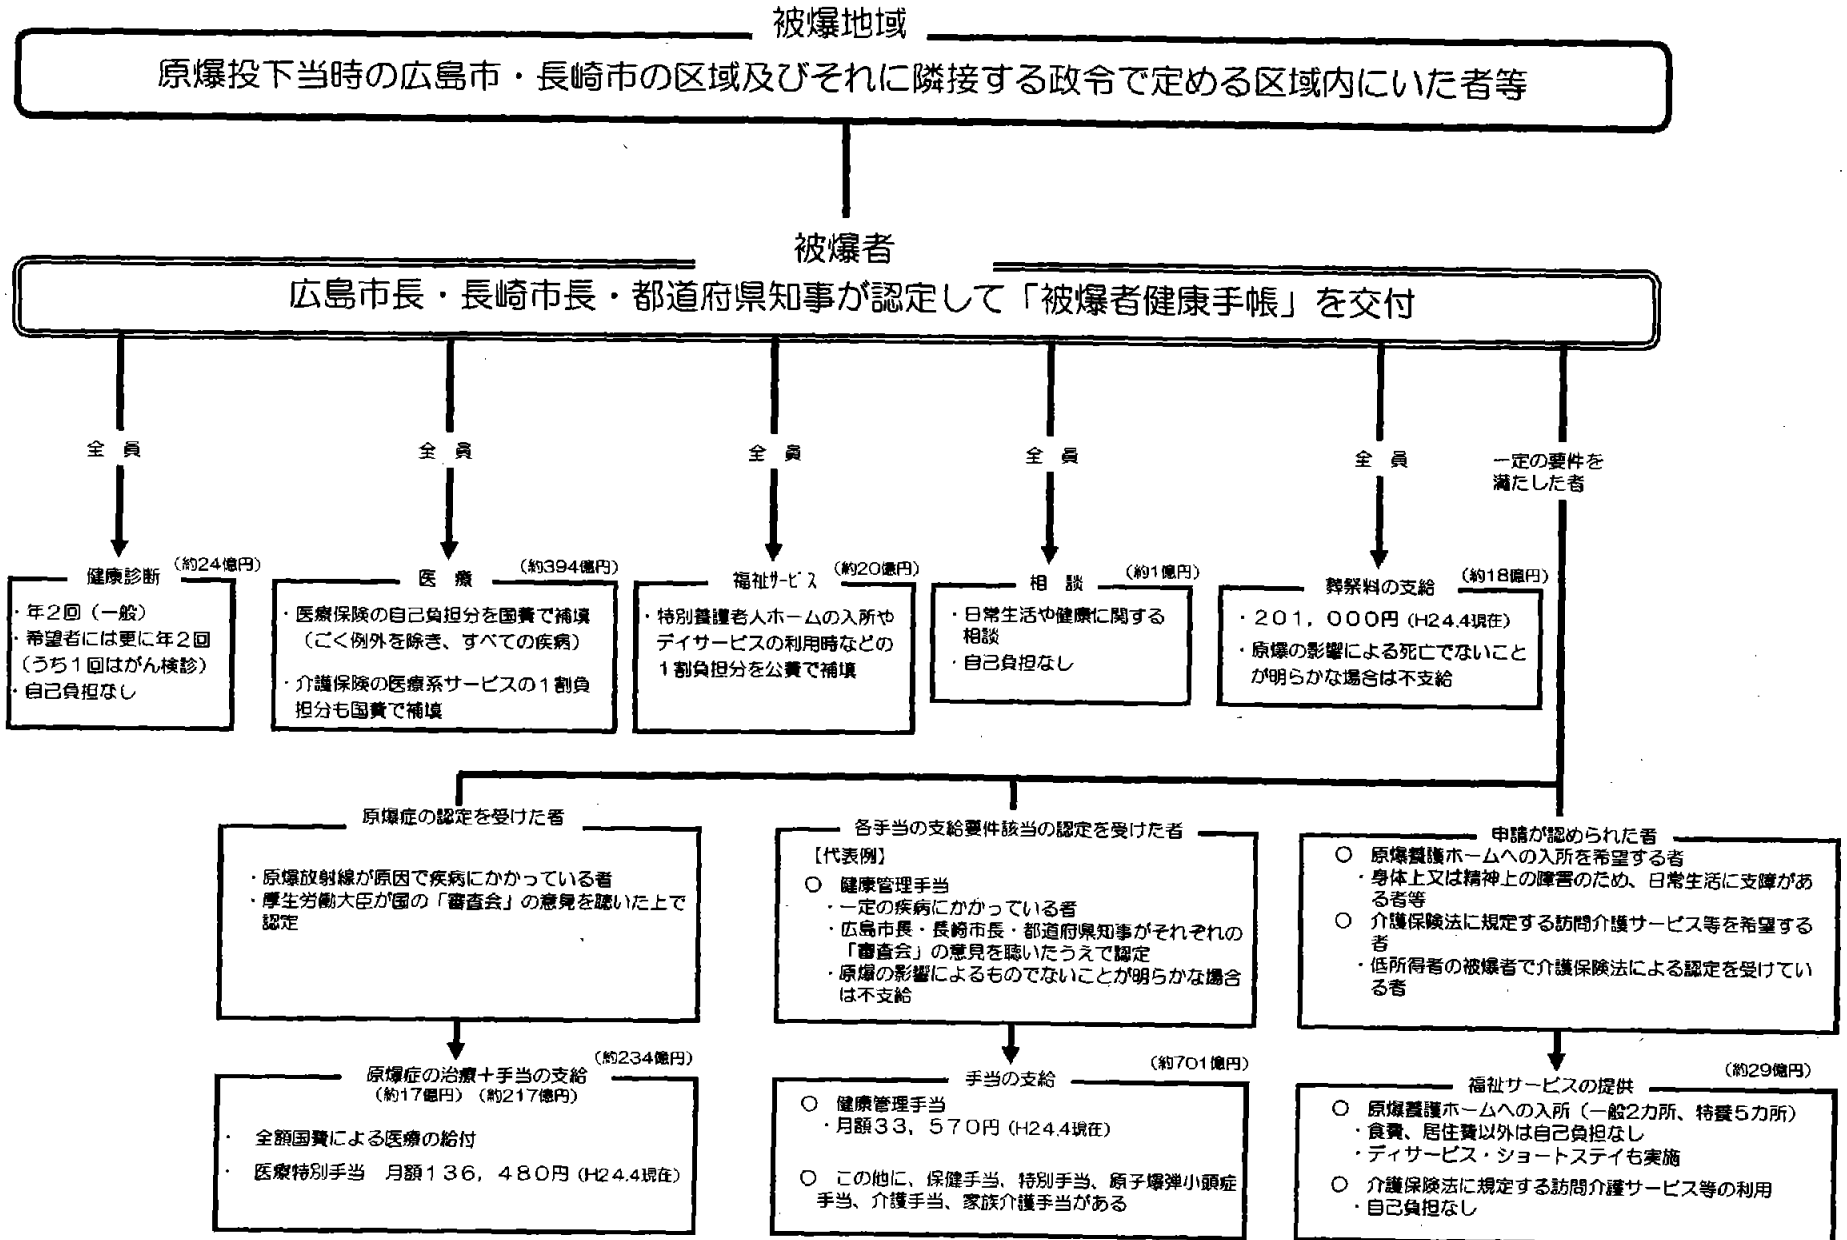 被爆地域
原爆投下当時の広島市・長崎市の区域及びそれに隣接する政令で定める区域内にいた者等
被爆者
広島市長・長崎市長・都道府県知事が認定して「被爆者健康手帳」を交付
全 員
全 員
全 員
全 員
全 員
一定の要件を
満たした者
健康診断 (約24億円)
・年2回(一般)
・希望者には更に年2回
(うち1回はがん検診)
・自己負担なし
医 療 (約394億円)
・医療保険の自己負担分を国費で補填
(ごく例外を除き、すべての疾病)
・介護保険の医療系サービスの1割負
担分も国費で補填
福祉サービス (約20億円)
・特別養護老人ホームの入所や
デイサービスの利用時などの
1割負担分を公費で補填
相 談 (約1億円)
・日常生活や健康に関する
相談
・自己負担なし
葬祭料の支給 (約18億円)
・201,000円(H24.4現在)
・原爆の影響による死亡でないこと
が明らかな場合は不支給
原爆症の認定を受けた者
・原爆放射線が原因で疾病にかかっている者
・厚生労働大臣が国の「審査会」の意見を聴いた上で
認定
各手当の支給要件該当の認定を受けた者
【代表例】
○ 健康管理手当
・一定の疾病にかかっている者
・広島市長・長崎市長・都道府県知事がそれぞれの
「審査会」の意見を聴いたうえで認定
・原爆の影響によるものでないことが明らかな場合
は不支給
申請が認められた者
○ 原爆養護ホームへの入所を希望する者
・身体上又は精神上の障害のため、日常生活に支障があ
る者等
○ 介護保険法に規定する訪問介護サービス等を希望する
者
・低所得者の被爆者で介護保険法による認定を受けてい
る者
(約234億円)
原爆症の治療+手当の支給
(約17億円) (約217億円)
・ 全額国費による医療の給付
・ 医療特別手当 月額136,480円(H24.4現在)
(約701億円)
手当の支給
○ 健康管理手当
・月額33,570円(H24.4現在)
○ この他に、保健手当、特別手当、原子爆弾小頭症
手当、介護手当、家族介護手当がある
(約29億円)
福祉サービスの提供
○ 原爆養護ホームへの入所(一般2カ所、特養5カ所)
・食費、居住費以外は自己負担なし
・ディサービス・ショートステイも実施
○ 介護保険法に規定する訪問介護サービス等の利用
・自己負担なし